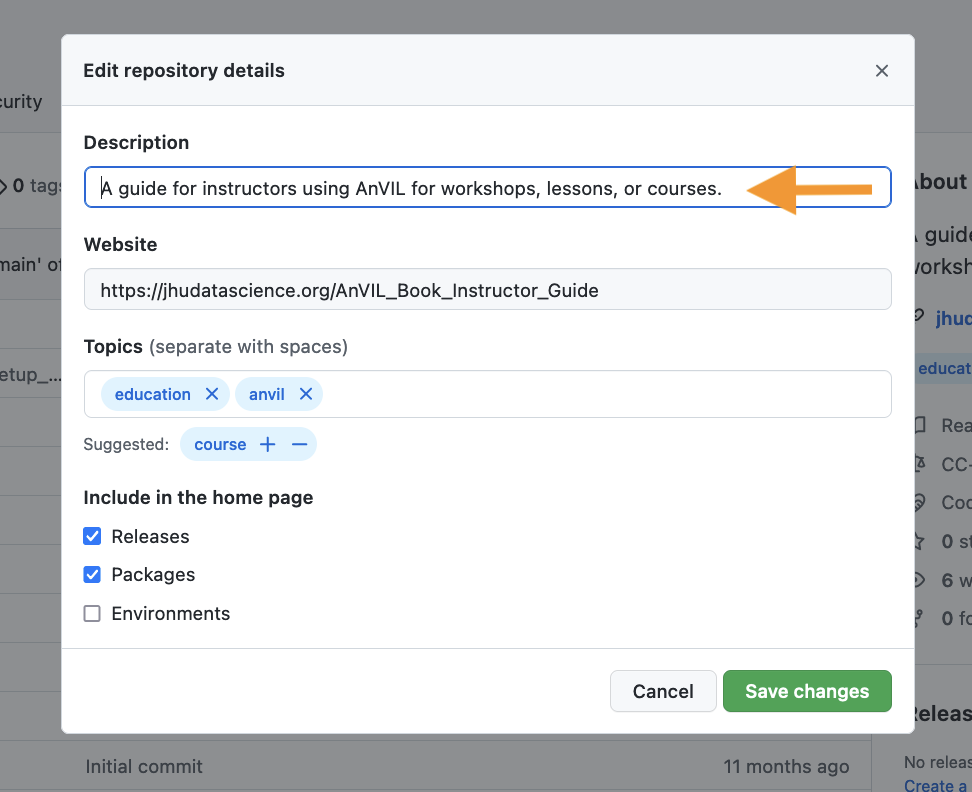 Edit repository details
Description
A guide for instructors using AnVIL for workshops, lessons, or courses.
Website
https://jhudatascience.org/AnVIL_Book_Instructor_Guide
Topics (separate with spaces)
education
anvil
Suggested: course
Include in the home page
Releases
Packages
Environments
Cancel
Save changes
curity
0 tags
main' of
etup_...
Initial commit
11 months ago
About
A guide
worksh
jhud
educat
Rea
CC-
Cod
0 st
6 w
0 fo
Releas
No releas
Create a